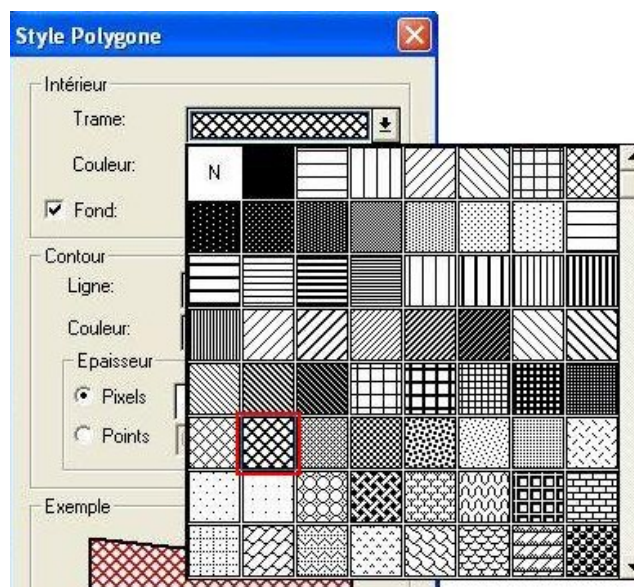 Style Polygone
Intérieur
Trame:
Couleur:
N
Fond:
Contour
Ligne:
Couleur:
Epaisseur
Pixels
Points
Exemple